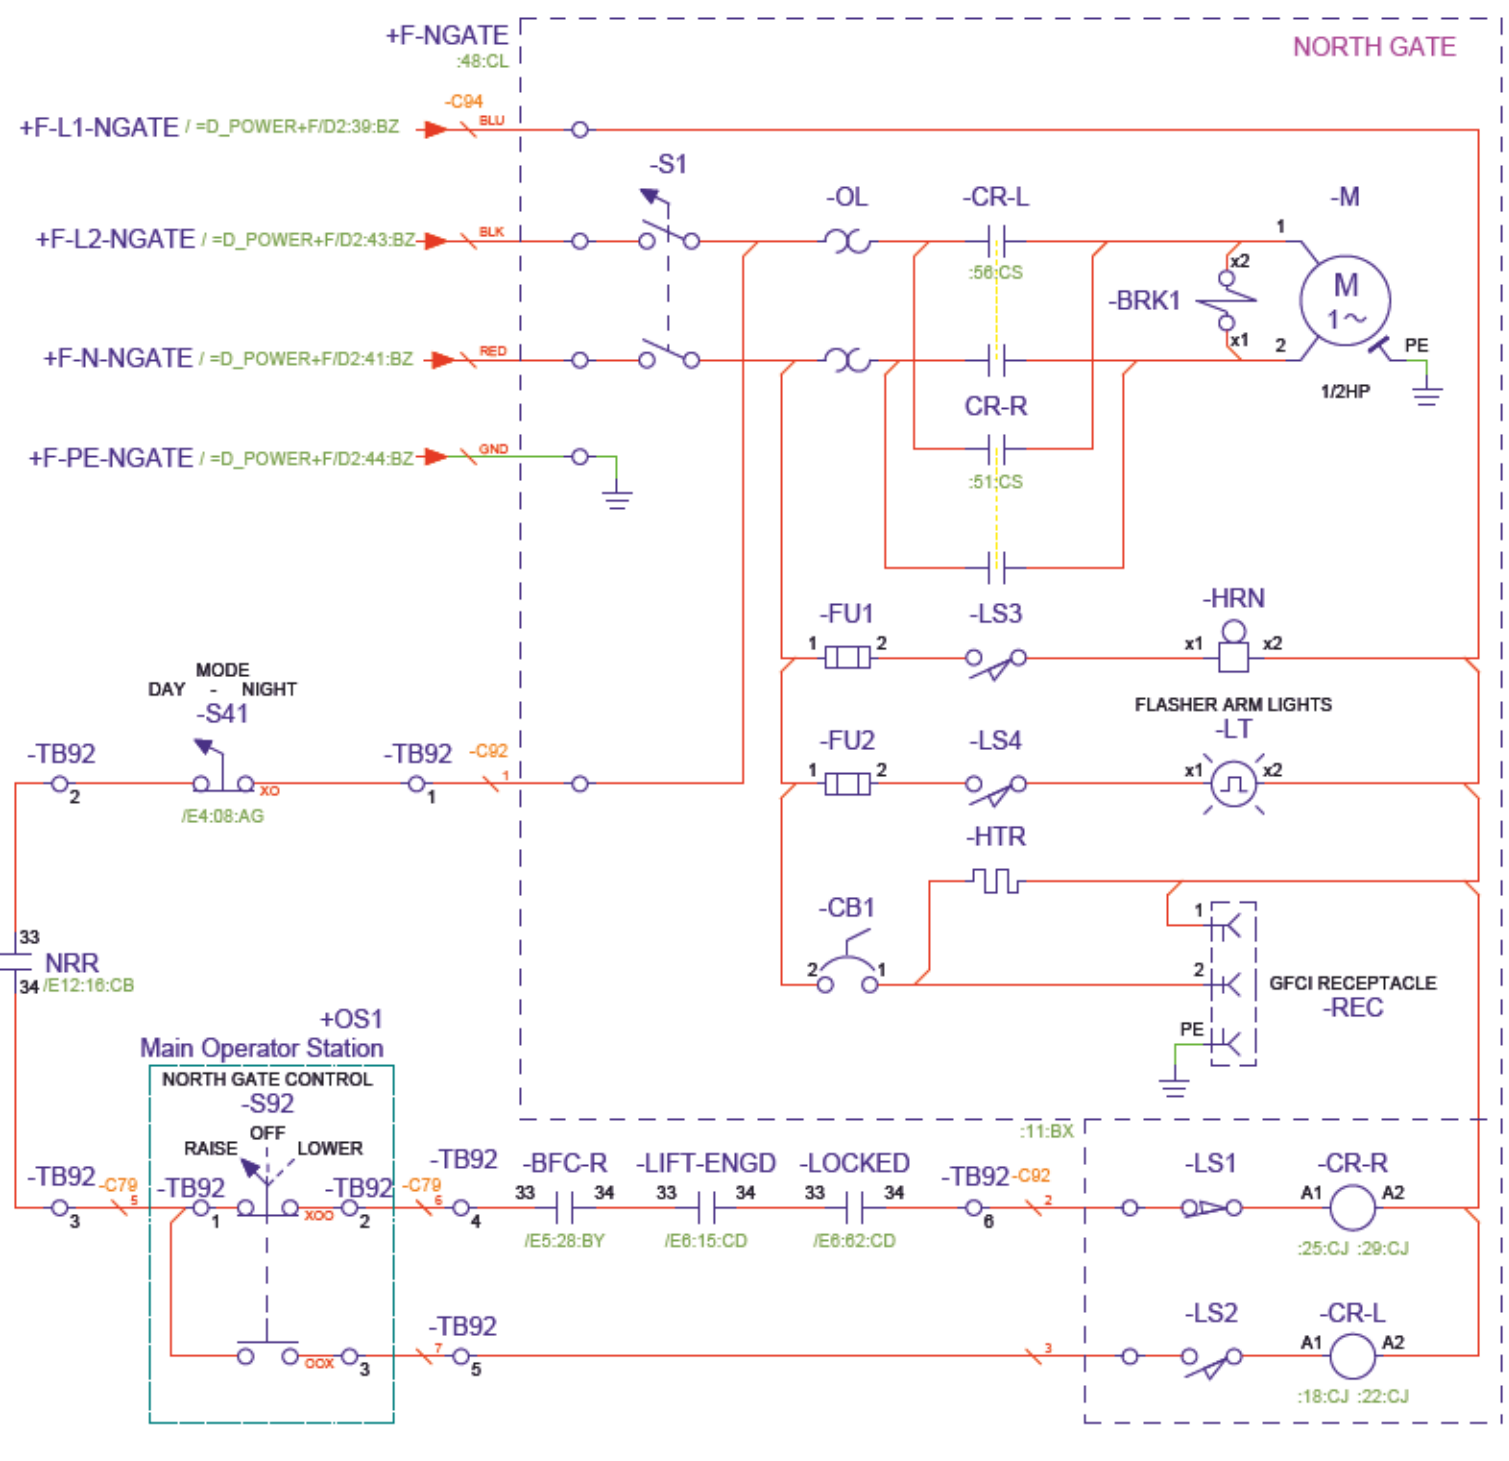 +F-NGATE
:48:CL
NORTH GATE
-C94
+F-L1-NGATE / =D_POWER+F/D2:39:BZ BLU
-S1
-OL -CR-L -M
+F-L2-NGATE / =D_POWER+F/D2:43:BZ BLK 1
:56:CS x2
-BRK1 M
1~
+F-N-NGATE / =D_POWER+F/D2:41:BZ RED x1 2 PE
1/2HP
CR-R
+F-PE-NGATE / =D_POWER+F/D2:44:BZ GND
:51:CS
-FU1 -LS3 -HRN
1 2 x1 x2
MODE
DAY - NIGHT
-S41
FLASHER ARM LIGHTS
-TB92 -TB92 -C92 -FU2 -LS4 -LT
2 XO 1 1 1 2 x1 x2
/E4:08:AG
-HTR
-CB1
1
33
NRR
34 /E12:16:CB
2 1 2 GFCI RECEPTACLE
-REC
PE
+OS1
Main Operator Station
NORTH GATE CONTROL
-S92
OFF
RAISE LOWER
:11:BX
-TB92 -C79 -TB92 -TB92 -C79 -TB92 -BFC-R -LIFT-ENGD -LOCKED -TB92 -C92 -LS1 -CR-R
3 5 1 XOO 2 6 4 33 34 33 34 33 34 6 2 A1 A2
/E5:28:BY /E6:15:CD /E6:62:CD :25:CJ :29:CJ
-TB92 -LS2 -CR-L
OOX 3 7 5 3 A1 A2
:18:CJ :22:CJ